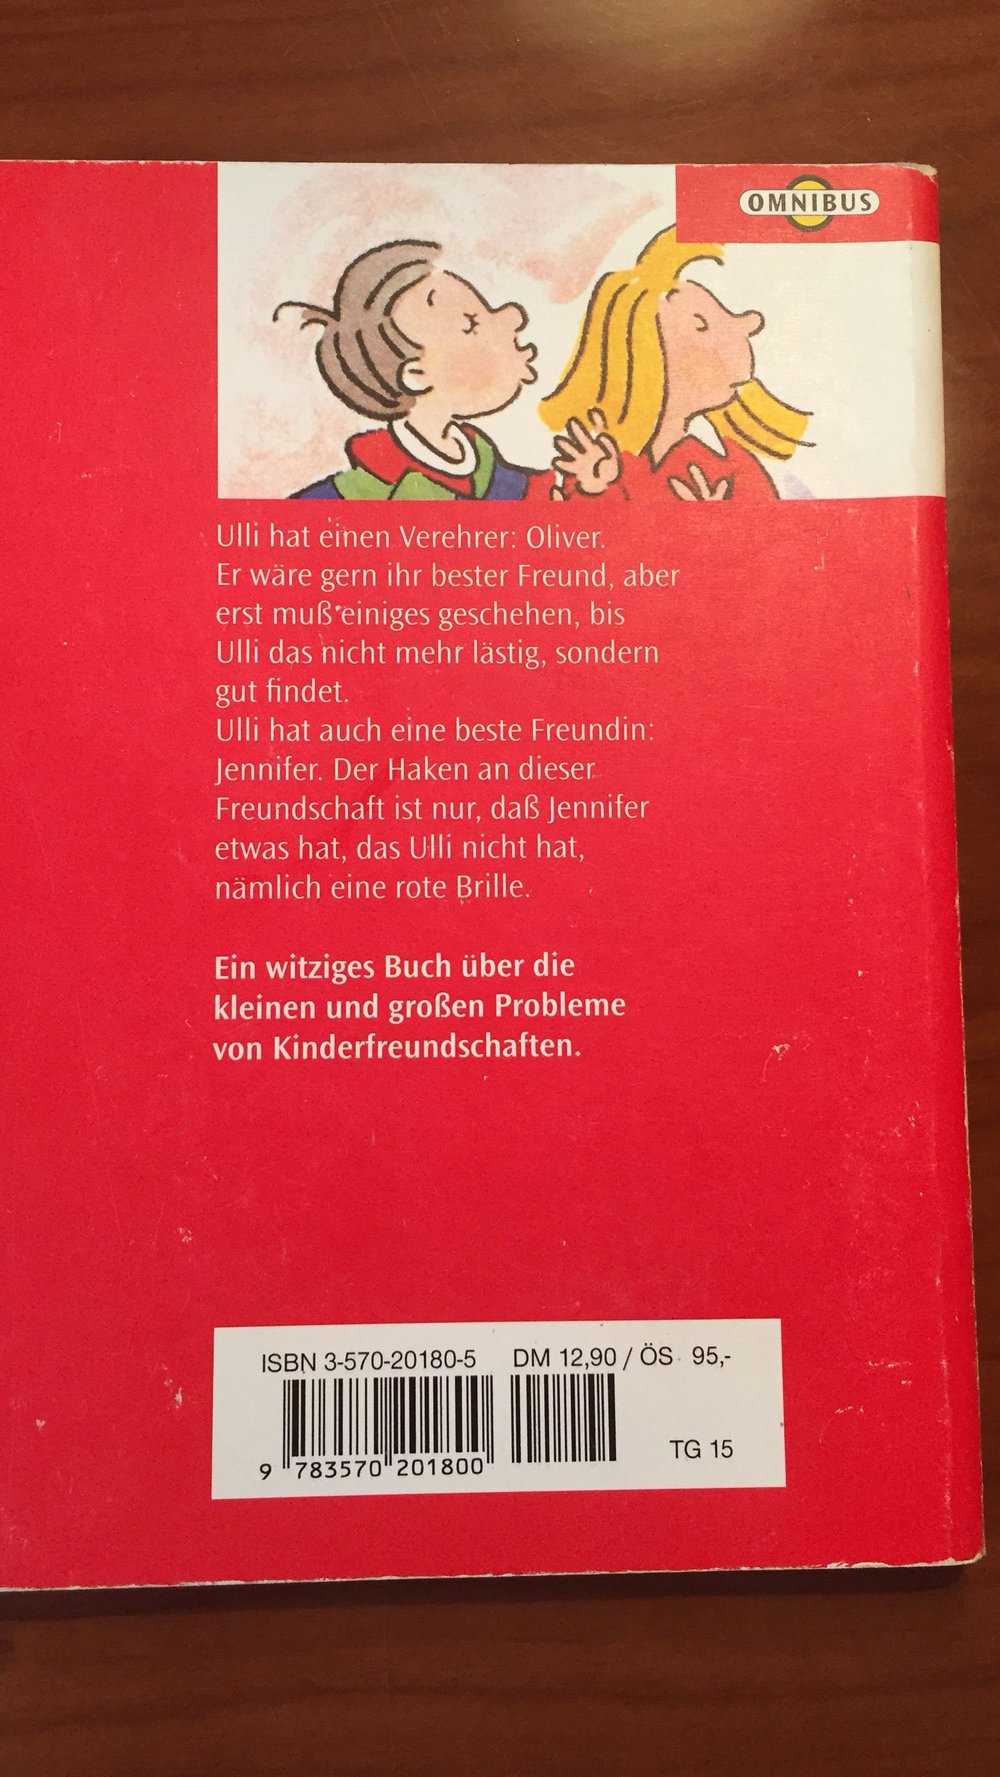 OMNIBUS
Ulli hat einen Verehrer: Oliver.
Er wäre gern ihr bester Freund, aber
erst muß einiges geschehen, bis
Ulli das nicht mehr lästig, sondern
gut findet.
Ulli hat auch eine beste Freundin:
Jennifer. Der Haken an dieser
Freundschaft ist nur, daß Jennifer
etwas hat, das Ulli nicht hat,
nämlich eine rote Brille.
Ein witziges Buch über die
kleinen und großen Probleme
von Kinderfreundschaften.
ISBN 3-570-20180-5 DM 12,90 / ÖS 95,-
TG 15
9 783570 201800